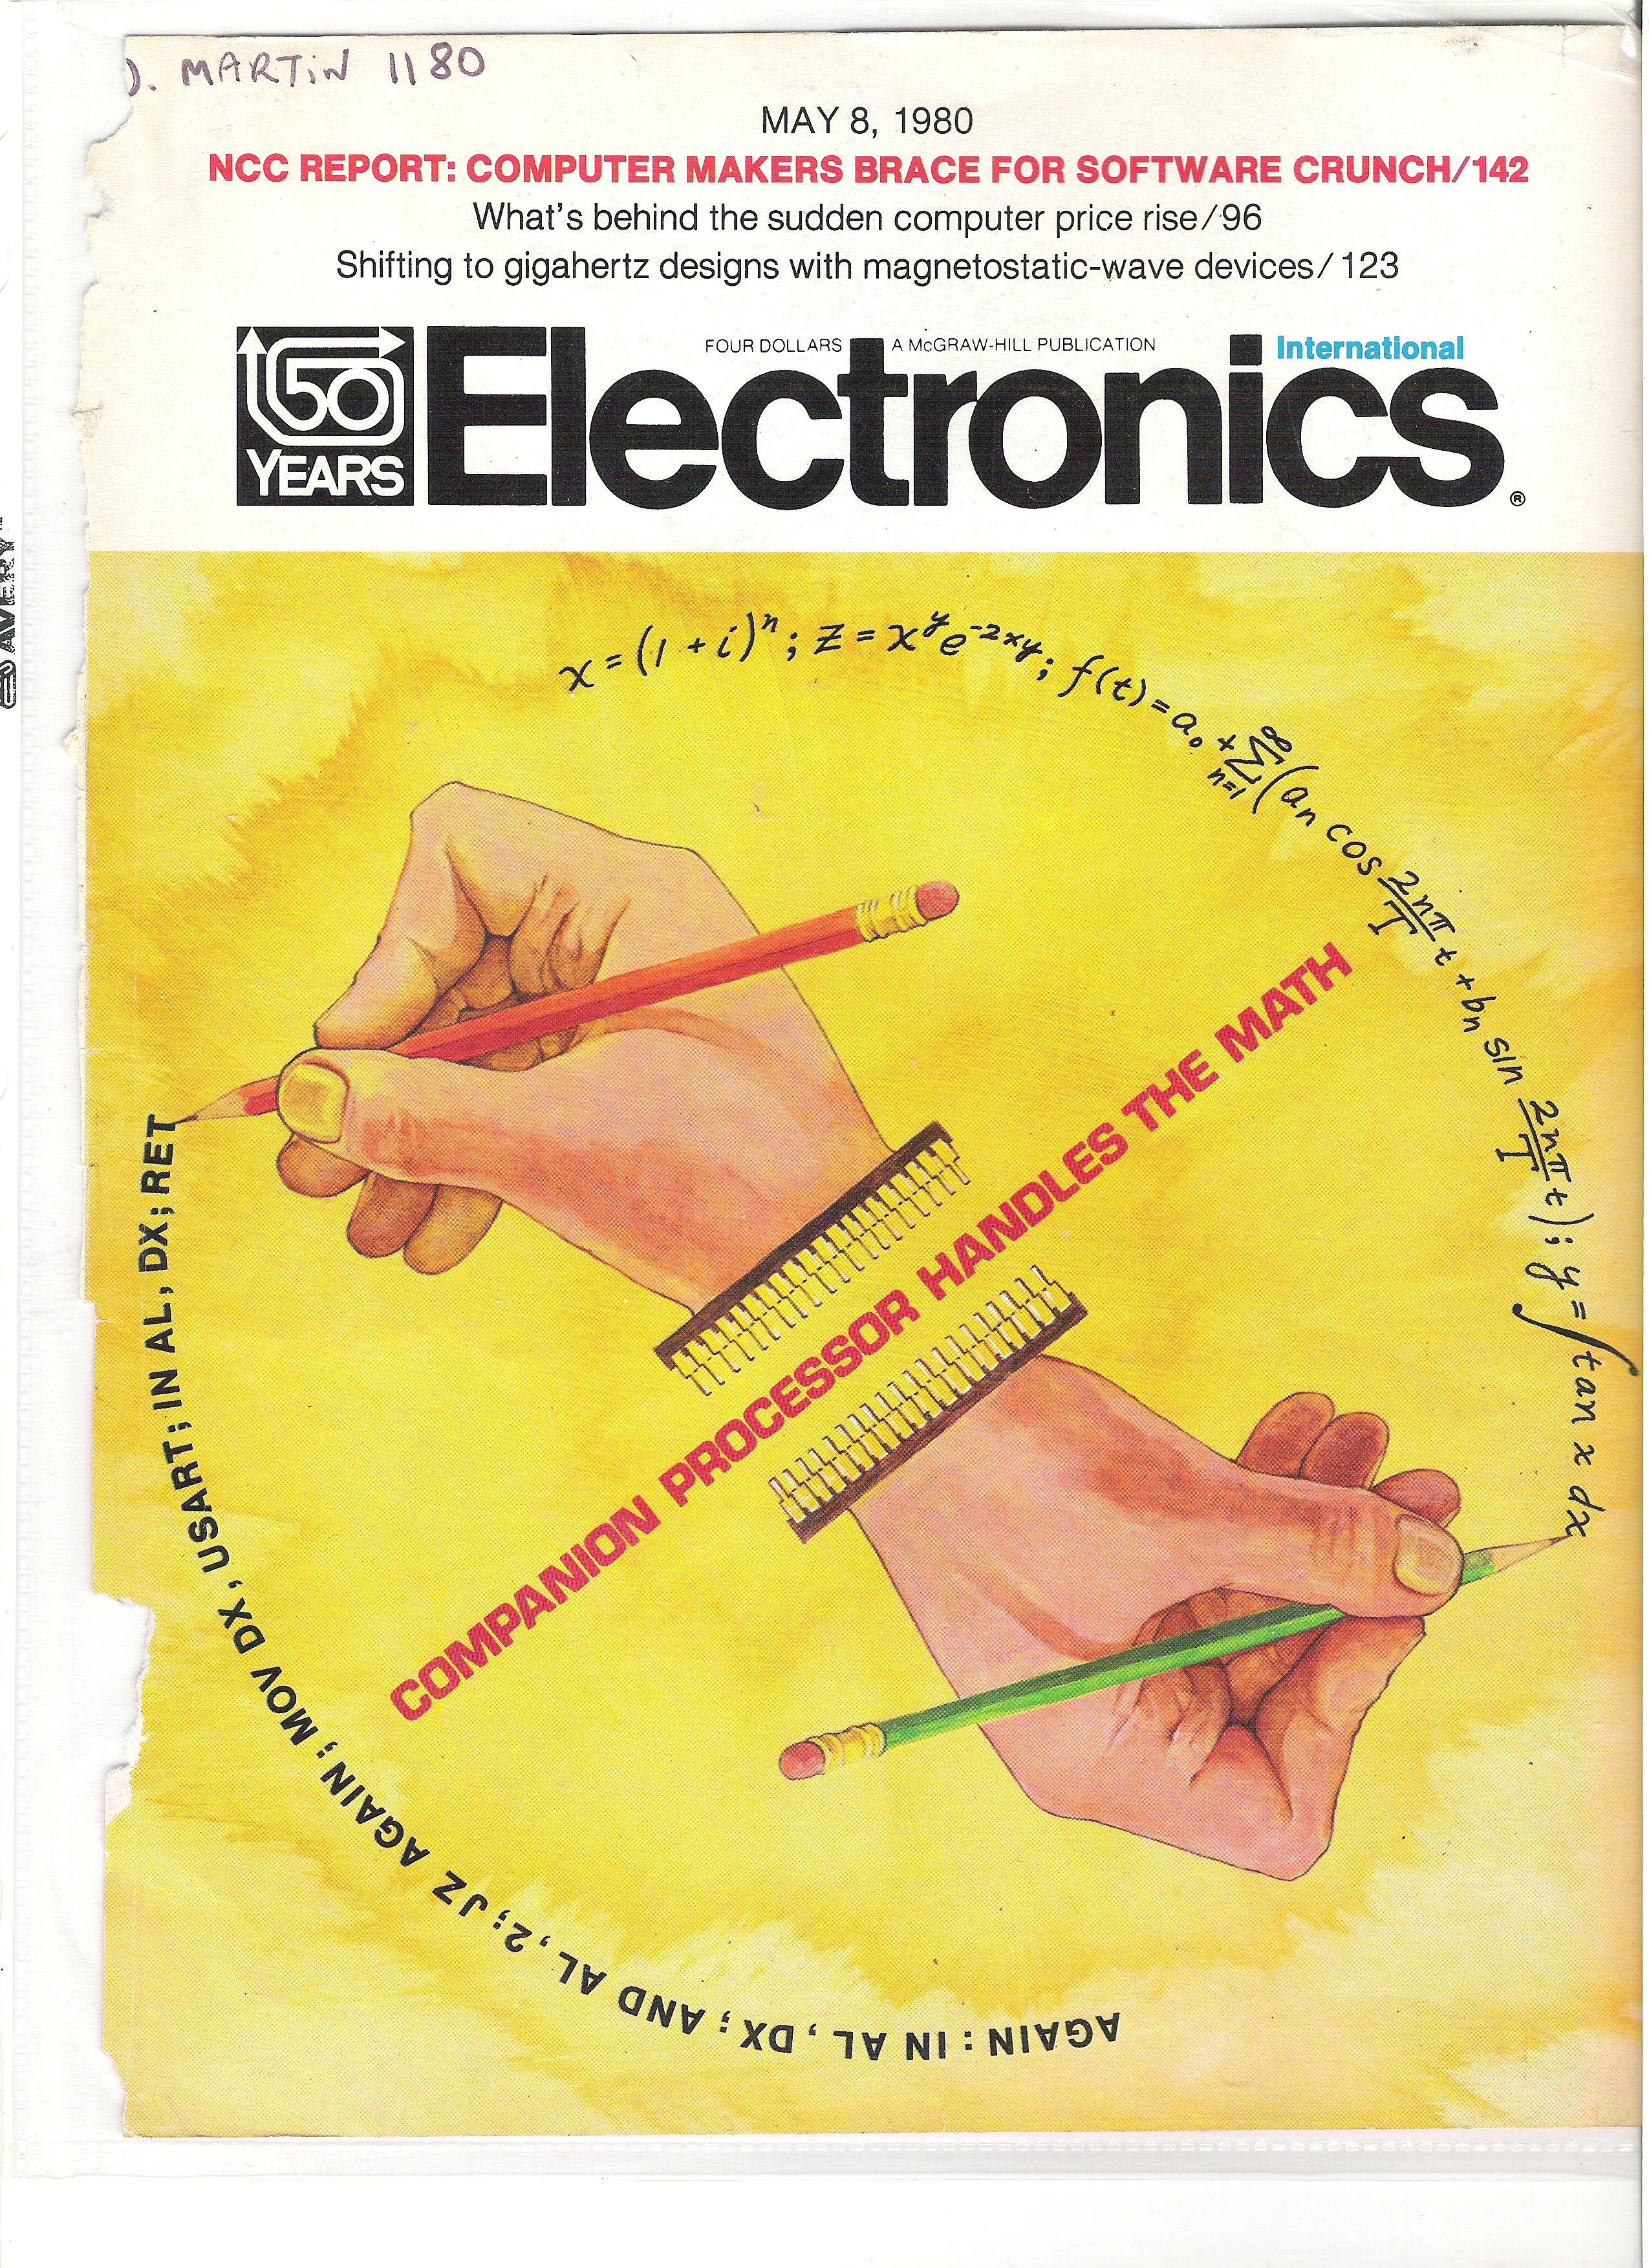 ). MARTiN 1180
MAY 8, 1980
NCC REPORT: COMPUTER MAKERS BRACE FOR SOFTWARE CRUNCH/142
What's behind the sudden computer price rise/96
Shifting to gigahertz designs with magnetostatic-wave devices/123
50
YEARS
FOUR DOLLARS A McGRAW-HILL PUBLICATION
International
Electronics®
x = (1 + i)^n ; z = x^y e^-2xy ; f(t) = a₀ + ∞ Σ n=1 (an cos 2nπ/T t + bn sin 2nπ/T t) ; y = ∫ tan x dx
COMPANION PROCESSOR HANDLES THE MATH
AGAIN: IN AL, DX; AND AL, 2; JZ AGAIN; MOV DX, USART; IN AL, DX; RET
AVERY™